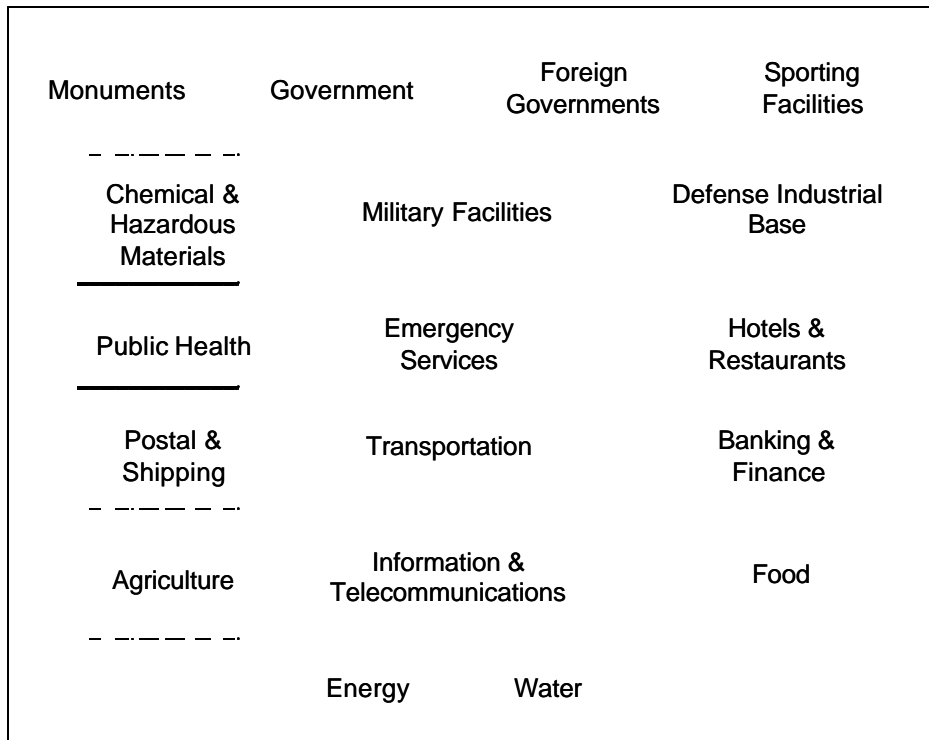 Monuments
Government
Foreign
Governments
Sporting
Facilities
Chemical &
Hazardous
Materials
Military Facilities
Defense Industrial
Base
Public Health
Emergency
Services
Hotels &
Restaurants
Postal &
Shipping
Transportation
Banking &
Finance
Agriculture
Information &
Telecommunications
Food
Energy
Water